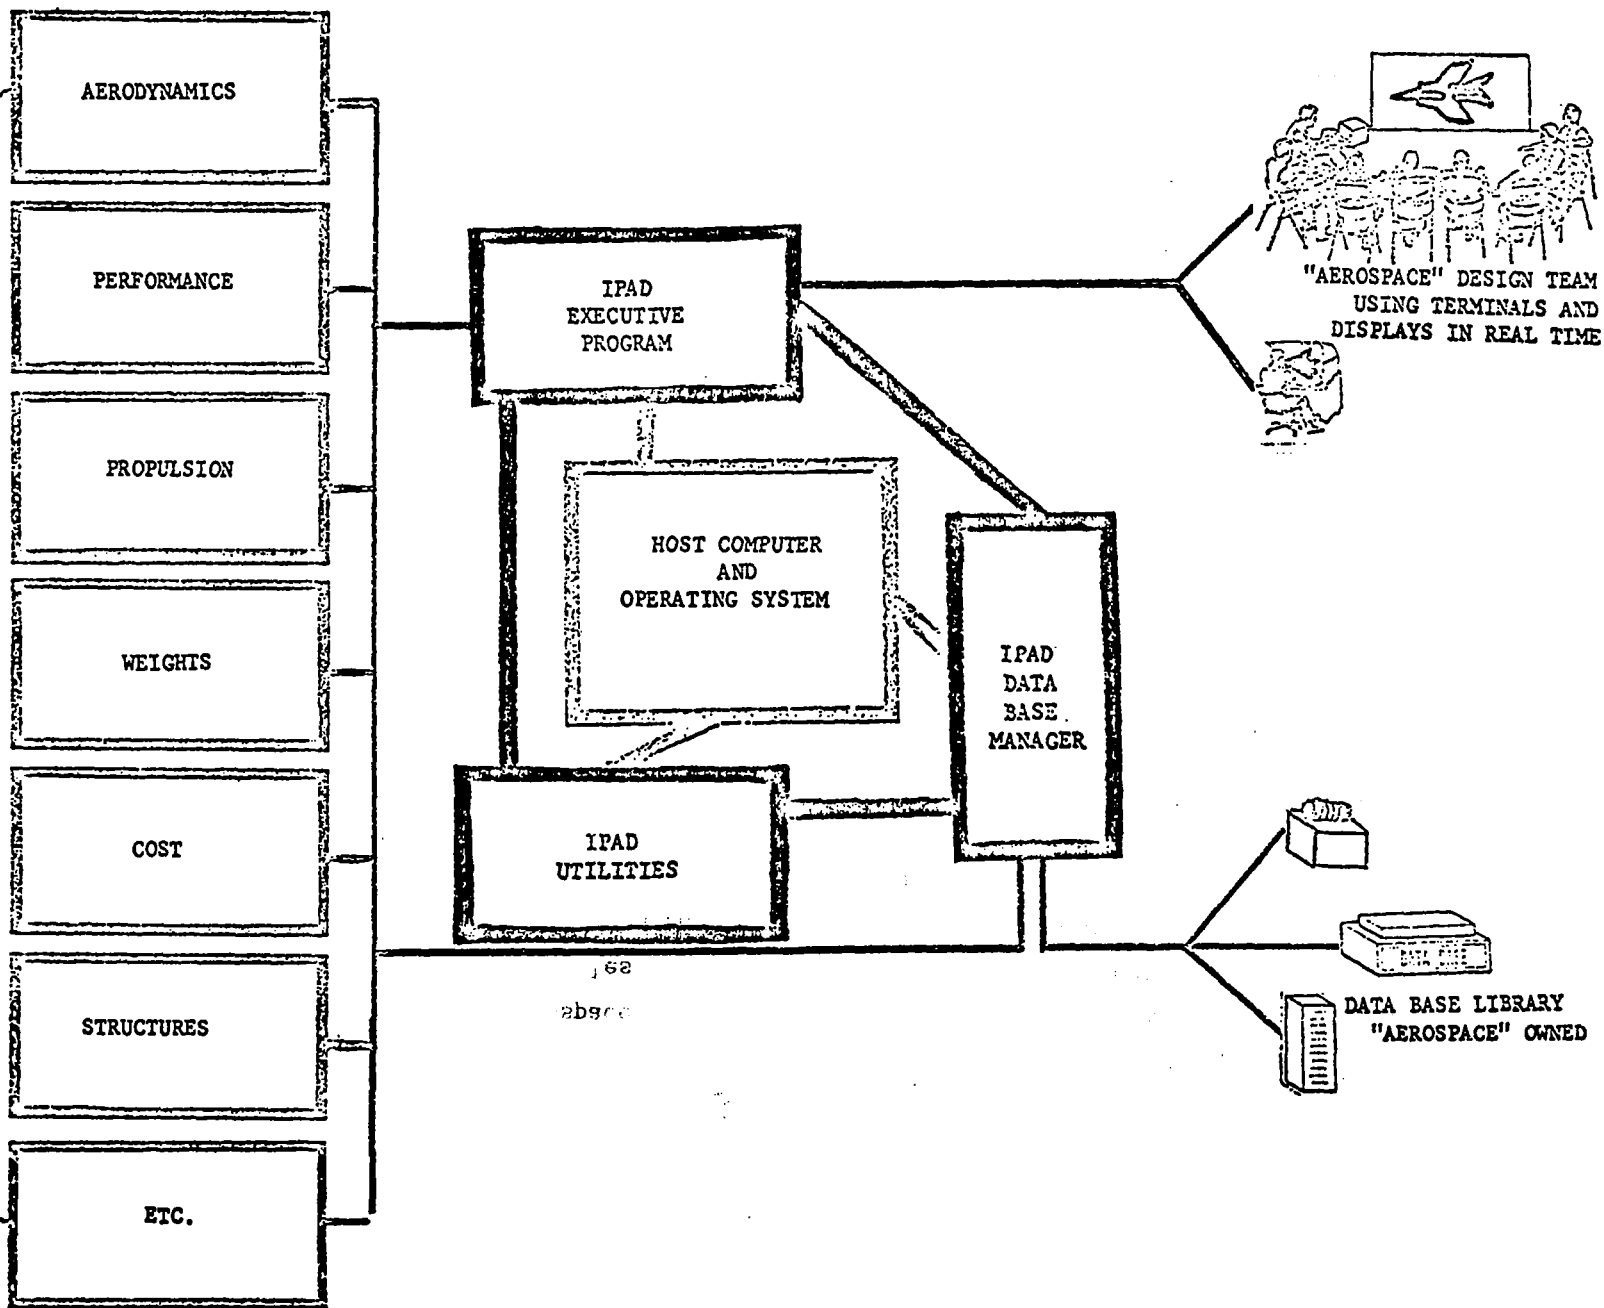 AERODYNAMICS
PERFORMANCE
PROPULSION
WEIGHTS
COST
STRUCTURES
ETC.
IPAD
EXECUTIVE
PROGRAM
HOST COMPUTER
AND
OPERATING SYSTEM
IPAD
UTILITIES
IPAD
DATA
BASE
MANAGER
"AEROSPACE" DESIGN TEAM
USING TERMINALS AND
DISPLAYS IN REAL TIME
DATA BASE LIBRARY
"AEROSPACE" OWNED